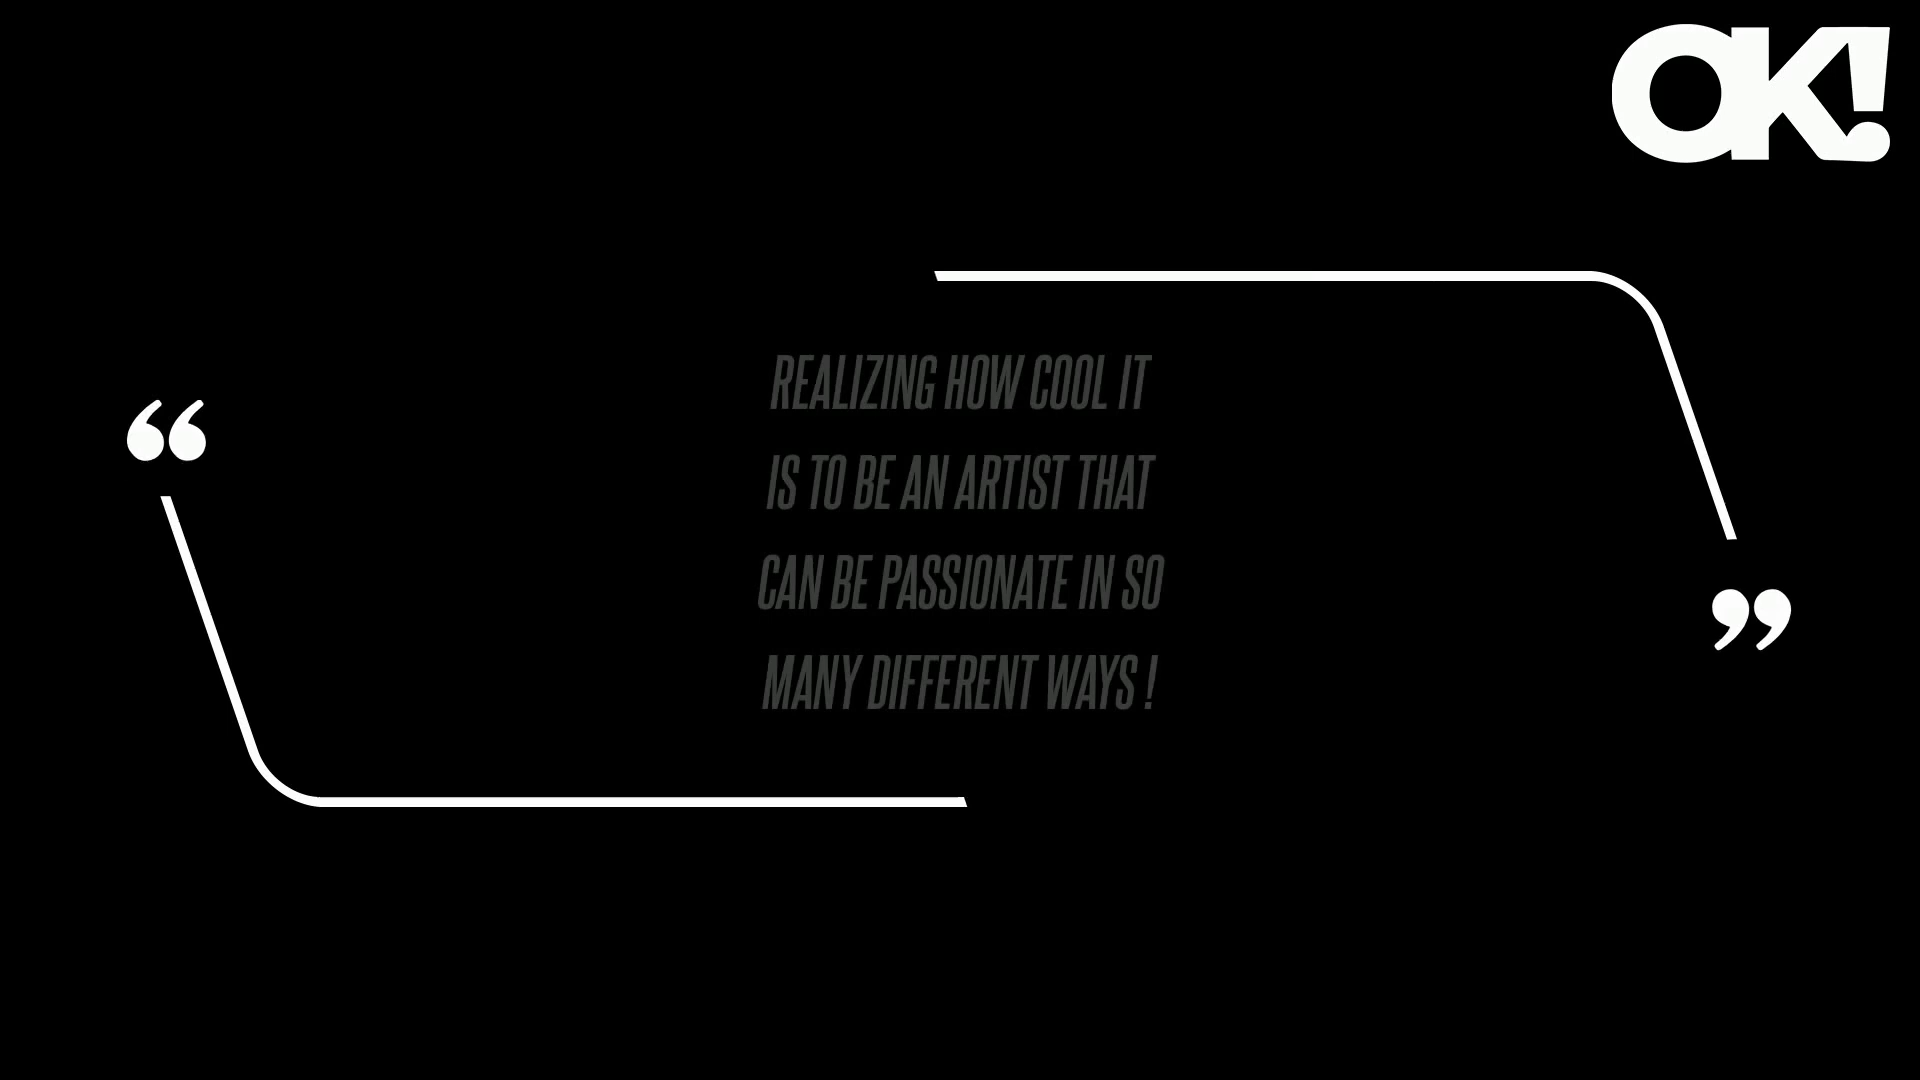 OK!
“
REALIZING HOW COOL IT
IS TO BE AN ARTIST THAT
CAN BE PASSIONATE IN SO
MANY DIFFERENT WAYS !
”